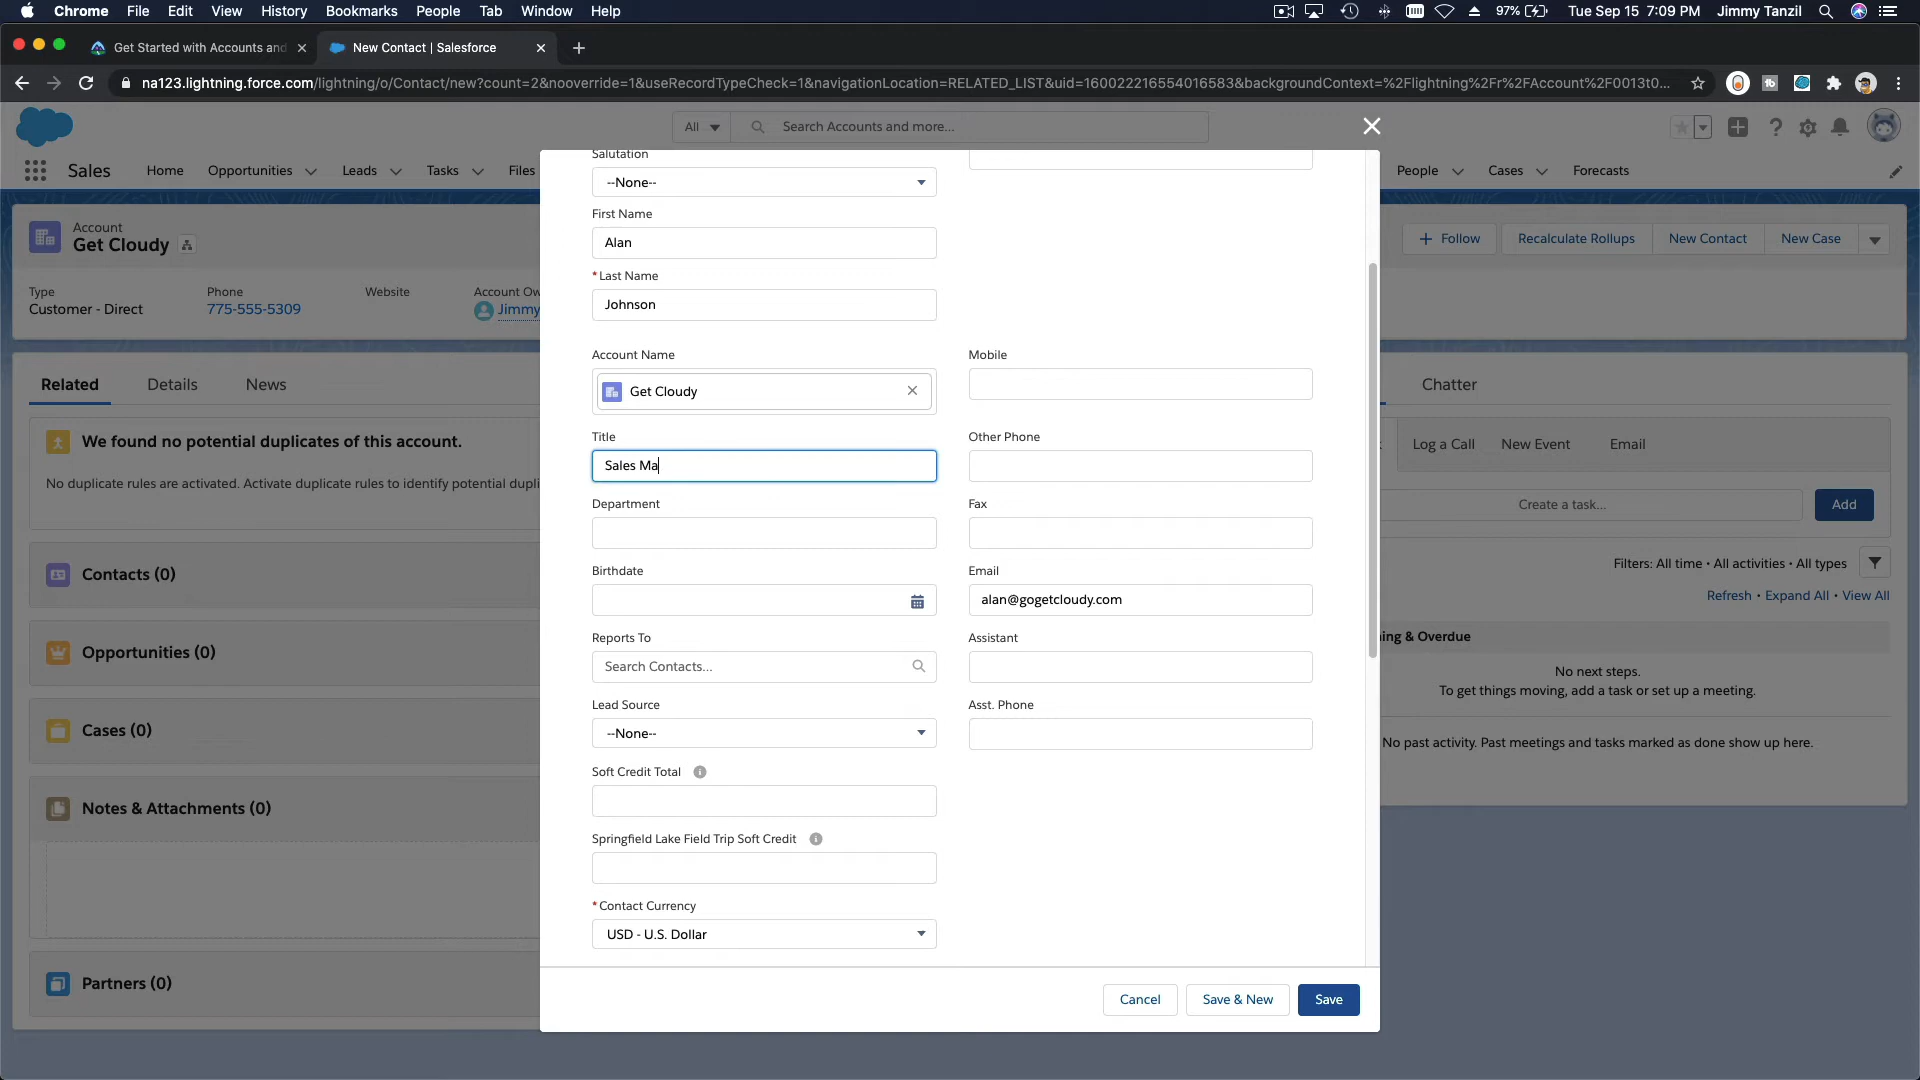 Chrome File Edit View History Bookmarks People Tab Window Help
97% Tue Sep 15 7:09 PM Jimmy Tanzil
Get Started with Accounts and
New Contact | Salesforce
na123.lightning.force.com/lightning/o/Contact/new?count=2&nooverride=1&useRecordTypeCheck=1&navigationLocation=RELATED_LIST&uid=160022216554016583&backgroundContext=%2Flightning%2Fr%2FAccount%2F0013t0...
All
Search Accounts and more...
Sales
Home Opportunities Leads Tasks Files
People Cases Forecasts
Account
Get Cloudy
Follow
Recalculate Rollups
New Contact
New Case
Type
Customer - Direct
Phone
775-555-5309
Website
Account Ow
Jimmy
Related Details News
We found no potential duplicates of this account.
No duplicate rules are activated. Activate duplicate rules to identify potential dupli
Contacts (0)
Opportunities (0)
Cases (0)
Notes & Attachments (0)
Partners (0)
Salutation
--None--
First Name
Alan
*Last Name
Johnson
Account Name
Get Cloudy
Mobile
Title
Sales Ma
Other Phone
Department
Fax
Birthdate
Email
alan@gogetcloudy.com
Reports To
Search Contacts...
Assistant
Lead Source
--None--
Asst. Phone
Soft Credit Total
Springfield Lake Field Trip Soft Credit
*Contact Currency
USD - U.S. Dollar
Cancel
Save & New
Save
Chatter
Log a Call New Event Email
Create a task...
Add
Filters: All time • All activities • All types
Refresh • Expand All • View All
ing & Overdue
No next steps.
To get things moving, add a task or set up a meeting.
No past activity. Past meetings and tasks marked as done show up here.